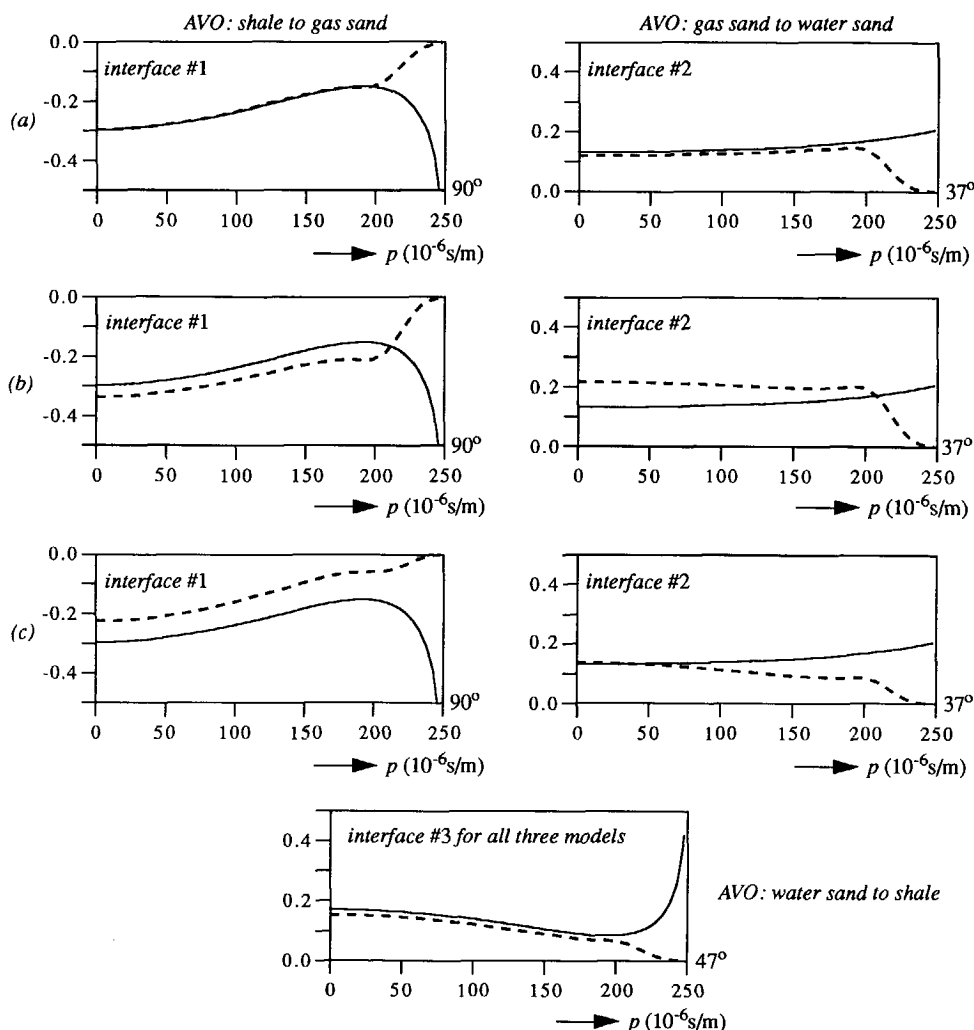 AVO: shale to gas sand
AVO: gas sand to water sand
(a)
interface #1
0.0
-0.2
-0.4
90°
0 50 100 150 200 250
p (10⁻⁶s/m)
interface #2
0.4
0.2
0.0
37°
0 50 100 150 200 250
p (10⁻⁶s/m)
(b)
interface #1
0.0
-0.2
-0.4
90°
0 50 100 150 200 250
p (10⁻⁶s/m)
interface #2
0.4
0.2
0.0
37°
0 50 100 150 200 250
p (10⁻⁶s/m)
(c)
interface #1
0.0
-0.2
-0.4
90°
0 50 100 150 200 250
p (10⁻⁶s/m)
interface #2
0.4
0.2
0.0
37°
0 50 100 150 200 250
p (10⁻⁶s/m)
interface #3 for all three models
0.4
0.2
0.0
47°
0 50 100 150 200 250
p (10⁻⁶s/m)
AVO: water sand to shale